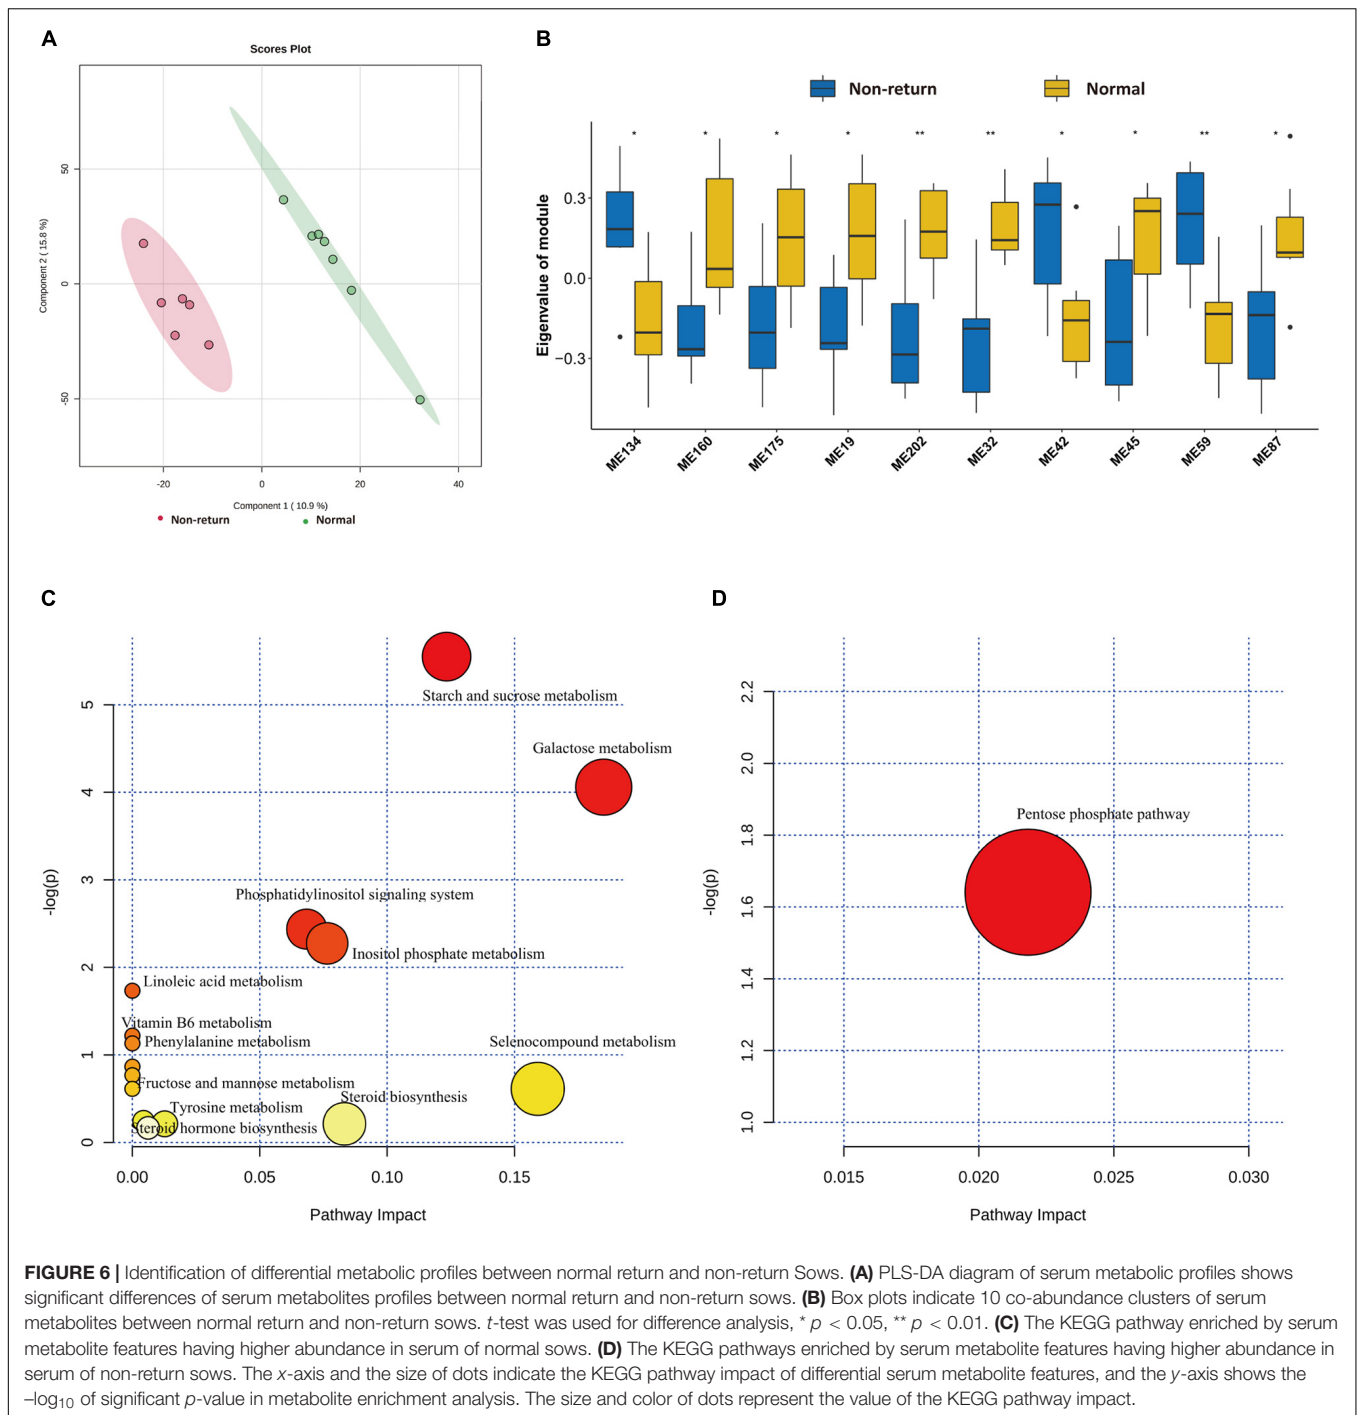 A
Scores Plot
Component 2 ( 15.8 %)
50
0
-50
-20
0
20
40
Component 1 ( 10.9 %)
Non-return
Normal
B
Non-return
Normal
* * * * ** ** * * ** *
Eigenvalue of module
0.3
0.0
−0.3
ME134
ME160
ME175
ME19
ME202
ME32
ME42
ME45
ME59
ME87
C
-log(p)
5
4
3
2
1
0
Starch and sucrose metabolism
Galactose metabolism
Phosphatidylinositol signaling system
Inositol phosphate metabolism
Linoleic acid metabolism
Vitamin B6 metabolism
Phenylalanine metabolism
Selenocompound metabolism
Fructose and mannose metabolism
Steroid biosynthesis
Tyrosine metabolism
Steroid hormone biosynthesis
0.00
0.05
0.10
0.15
Pathway Impact
D
-log(p)
2.2
2.0
1.8
1.6
1.4
1.2
1.0
Pentose phosphate pathway
0.015
0.020
0.025
0.030
Pathway Impact
FIGURE 6 | Identification of differential metabolic profiles between normal return and non-return Sows. (A) PLS-DA diagram of serum metabolic profiles shows
significant differences of serum metabolites profiles between normal return and non-return sows. (B) Box plots indicate 10 co-abundance clusters of serum
metabolites between normal return and non-return sows. t-test was used for difference analysis, * p < 0.05, ** p < 0.01. (C) The KEGG pathway enriched by serum
metabolite features having higher abundance in serum of normal sows. (D) The KEGG pathways enriched by serum metabolite features having higher abundance in
serum of non-return sows. The x-axis and the size of dots indicate the KEGG pathway impact of differential serum metabolite features, and the y-axis shows the
–log10 of significant p-value in metabolite enrichment analysis. The size and color of dots represent the value of the KEGG pathway impact.